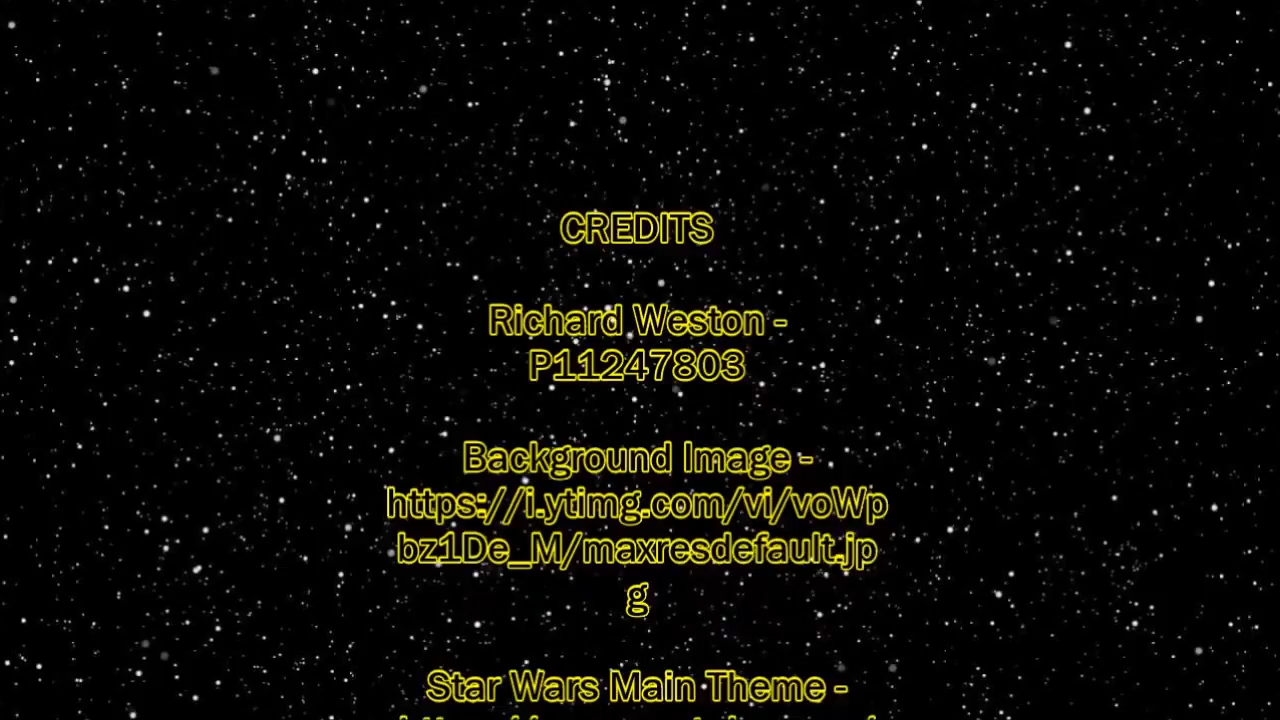 CREDITS
Richard Weston -
P11247803
Background Image -
https://i.ytimg.com/vi/voWp
bz1De_M/maxresdefault.jp
g
Star Wars Main Theme -